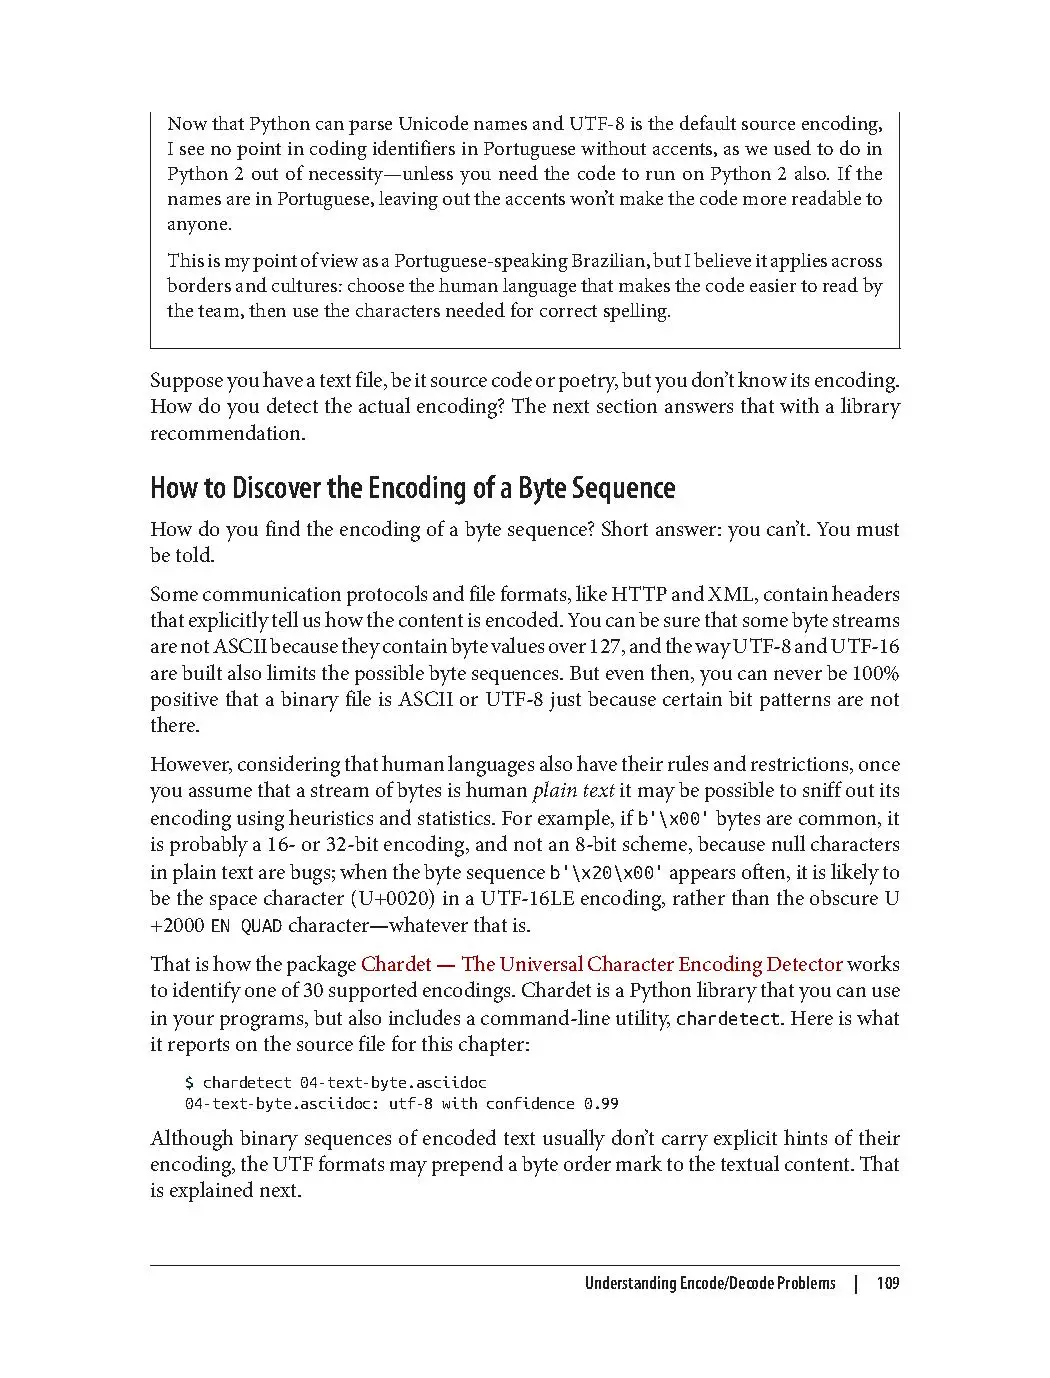 Now that Python can parse Unicode names and UTF-8 is the default source encoding,
I see no point in coding identifiers in Portuguese without accents, as we used to do in
Python 2 out of necessity—unless you need the code to run on Python 2 also. If the
names are in Portuguese, leaving out the accents won’t make the code more readable to
anyone.
This is my point of view as a Portuguese-speaking Brazilian, but I believe it applies across
borders and cultures: choose the human language that makes the code easier to read by
the team, then use the characters needed for correct spelling.
Suppose you have a text file, be it source code or poetry, but you don’t know its encoding.
How do you detect the actual encoding? The next section answers that with a library
recommendation.
How to Discover the Encoding of a Byte Sequence
How do you find the encoding of a byte sequence? Short answer: you can’t. You must
be told.
Some communication protocols and file formats, like HTTP and XML, contain headers
that explicitly tell us how the content is encoded. You can be sure that some byte streams
are not ASCII because they contain byte values over 127, and the way UTF-8 and UTF-16
are built also limits the possible byte sequences. But even then, you can never be 100%
positive that a binary file is ASCII or UTF-8 just because certain bit patterns are not
there.
However, considering that human languages also have their rules and restrictions, once
you assume that a stream of bytes is human plain text it may be possible to sniff out its
encoding using heuristics and statistics. For example, if b'\x00' bytes are common, it
is probably a 16- or 32-bit encoding, and not an 8-bit scheme, because null characters
in plain text are bugs; when the byte sequence b'\x20\x00' appears often, it is likely to
be the space character (U+0020) in a UTF-16LE encoding, rather than the obscure U
+2000 EN QUAD character—whatever that is.
That is how the package Chardet — The Universal Character Encoding Detector works
to identify one of 30 supported encodings. Chardet is a Python library that you can use
in your programs, but also includes a command-line utility, chardetect. Here is what
it reports on the source file for this chapter:
$ chardetect 04-text-byte.asciidoc
04-text-byte.asciidoc: utf-8 with confidence 0.99
Although binary sequences of encoded text usually don’t carry explicit hints of their
encoding, the UTF formats may prepend a byte order mark to the textual content. That
is explained next.
Understanding Encode/Decode Problems | 109